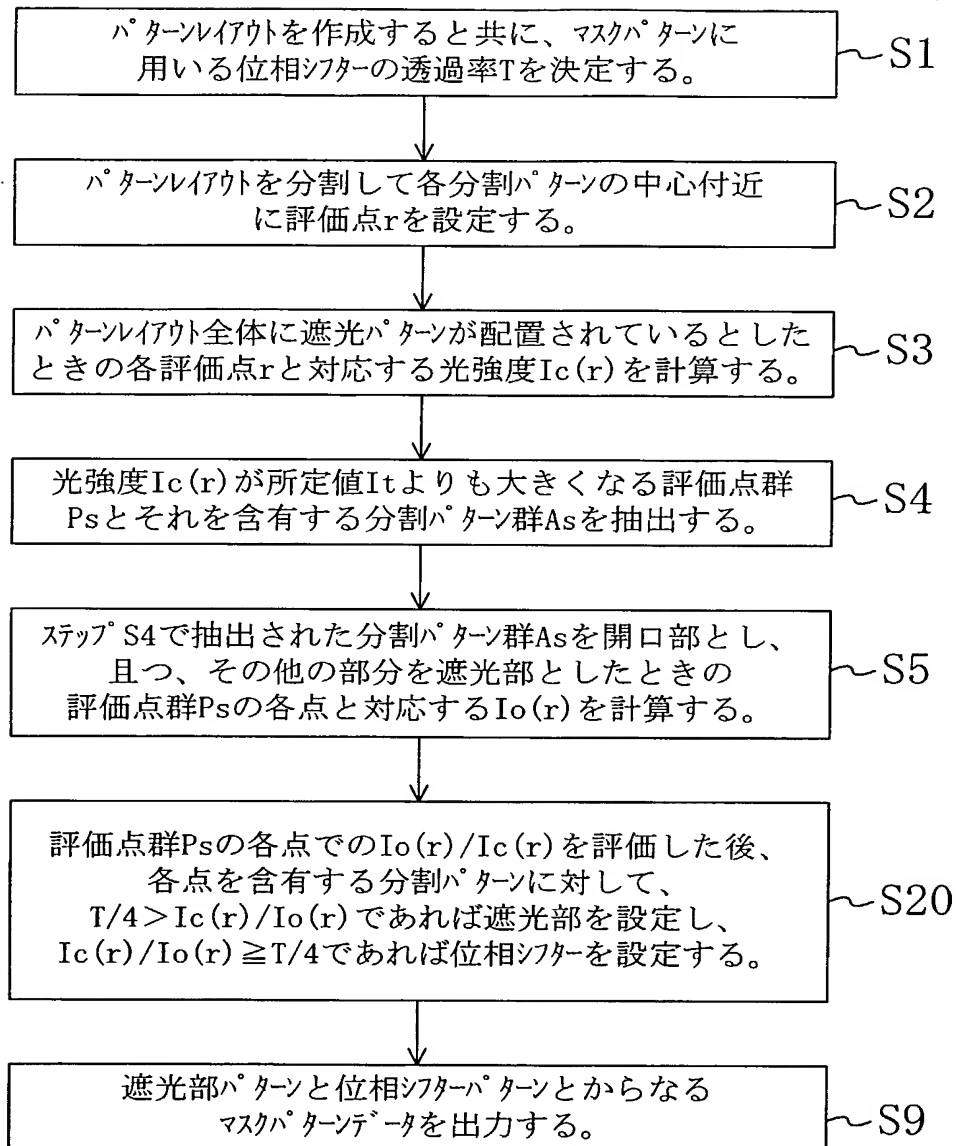 パターンレイアウトを作成すると共に、マスクパターンに
用いる位相シフターの透過率Tを決定する。
S1
パターンレイアウトを分割して各分割パターンの中心付近
に評価点rを設定する。
S2
パターンレイアウト全体に遮光パターンが配置されているとした
ときの各評価点rと対応する光強度Ic(r)を計算する。
S3
光強度Ic(r)が所定値Itよりも大きくなる評価点群
Psとそれを含有する分割パターン群Asを抽出する。
S4
ステップS4で抽出された分割パターン群Asを開口部とし、
且つ、その他の部分を遮光部としたときの
評価点群Psの各点と対応するIo(r)を計算する。
S5
評価点群Psの各点でのIo(r)/Ic(r)を評価した後、
各点を含有する分割パターンに対して、
T/4>Ic(r)/Io(r)であれば遮光部を設定し、
Ic(r)/Io(r)≧T/4であれば位相シフターを設定する。
S20
遮光部パターンと位相シフターパターンとからなる
マスクパターンデータを出力する。
S9